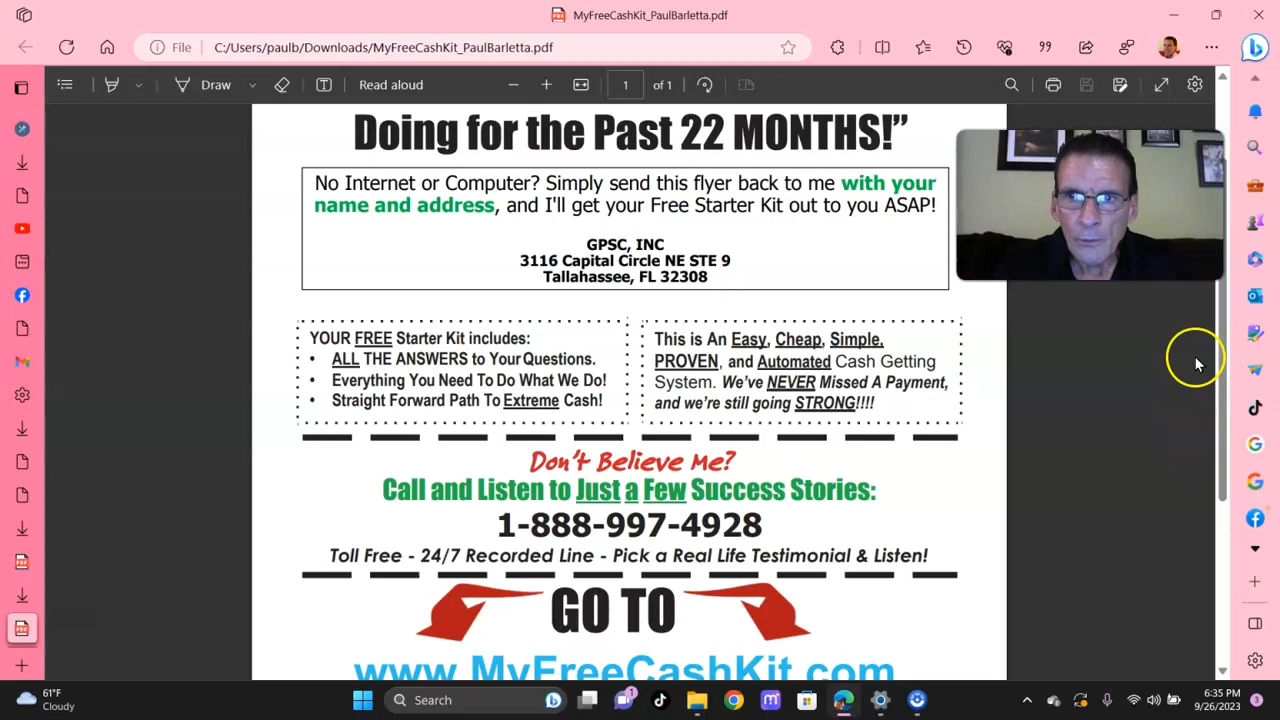 MyFreeCashKit_PaulBarletta.pdf
File
C:/Users/paulb/Downloads/MyFreeCashKit_PaulBarletta.pdf
Draw
Read aloud
1
of 1
Doing for the Past 22 MONTHS!”
No Internet or Computer? Simply send this flyer back to me with your
name and address, and I'll get your Free Starter Kit out to you ASAP!
GPSC, INC
3116 Capital Circle NE STE 9
Tallahassee, FL 32308
YOUR FREE Starter Kit includes:
• ALL THE ANSWERS to Your Questions.
• Everything You Need To Do What We Do!
• Straight Forward Path To Extreme Cash!
This is An Easy, Cheap, Simple,
PROVEN, and Automated Cash Getting
System. We’ve NEVER Missed A Payment,
and we’re still going STRONG!!!!
Don’t Believe Me?
Call and Listen to Just a Few Success Stories:
1-888-997-4928
Toll Free - 24/7 Recorded Line - Pick a Real Life Testimonial & Listen!
GO TO
www.MyFreeCashKit.com
61°F
Cloudy
Search
1
6:35 PM
9/26/2023
3